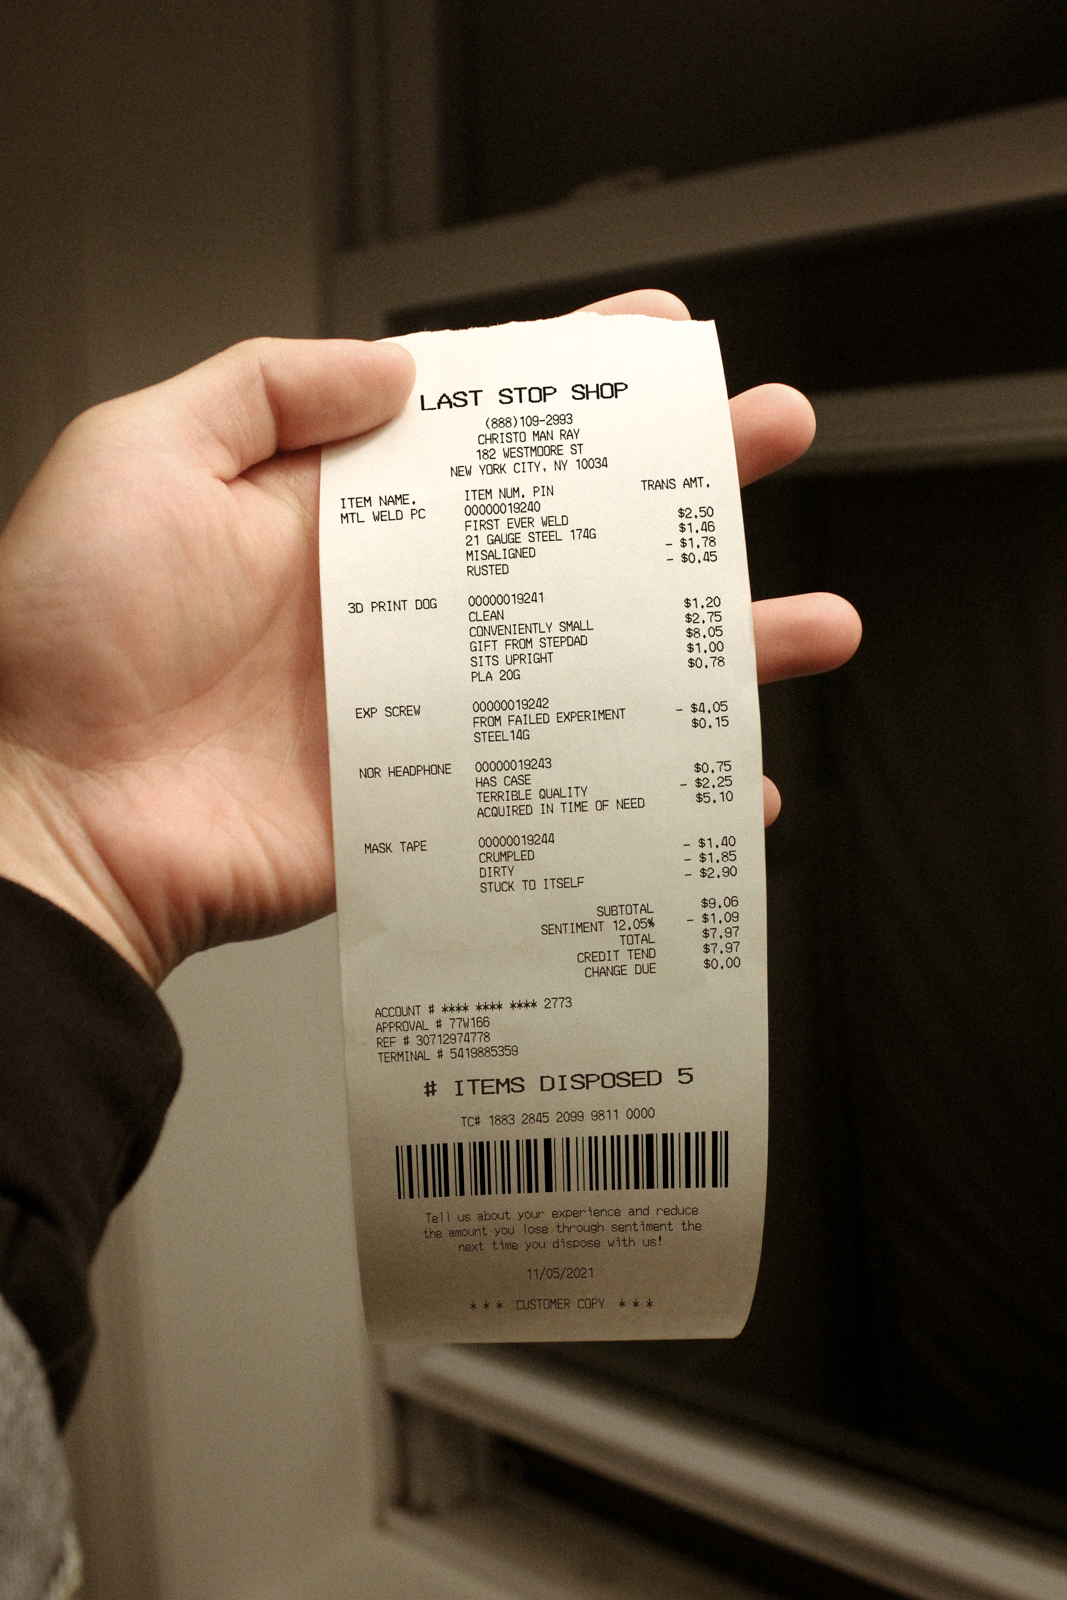 LAST STOP SHOP
(888)109-2993
CHRISTO MAN RAY
182 WESTMOORE ST
NEW YORK CITY, NY 10034
ITEM NAME. ITEM NUM. PIN TRANS AMT.
MTL WELD PC 00000019240
FIRST EVER WELD $2.50
21 GAUGE STEEL 174G $1.46
MISALIGNED - $1.78
RUSTED - $0.45
3D PRINT DOG 00000019241
CLEAN $1.20
CONVENIENTLY SMALL $2.75
GIFT FROM STEPDAD $8.05
SITS UPRIGHT $1.00
PLA 20G $0.78
EXP SCREW 00000019242
FROM FAILED EXPERIMENT - $4.05
STEEL14G $0.15
NOR HEADPHONE 00000019243
HAS CASE $0.75
TERRIBLE QUALITY - $2.25
ACQUIRED IN TIME OF NEED $5.10
MASK TAPE 00000019244
CRUMPLED - $1.40
DIRTY - $1.85
STUCK TO ITSELF - $2.90
SUBTOTAL $9.06
SENTIMENT 12.05% - $1.09
TOTAL $7.97
CREDIT TEND $7.97
CHANGE DUE $0.00
ACCOUNT # **** **** **** 2773
APPROVAL # 77W166
REF # 30712974778
TERMINAL # 5419885359
# ITEMS DISPOSED 5
TC# 1883 2845 2099 9811 0000
Tell us about your experience and reduce
the amount you lose through sentiment the
next time you dispose with us!
11/05/2021
* * * CUSTOMER COPY * * *